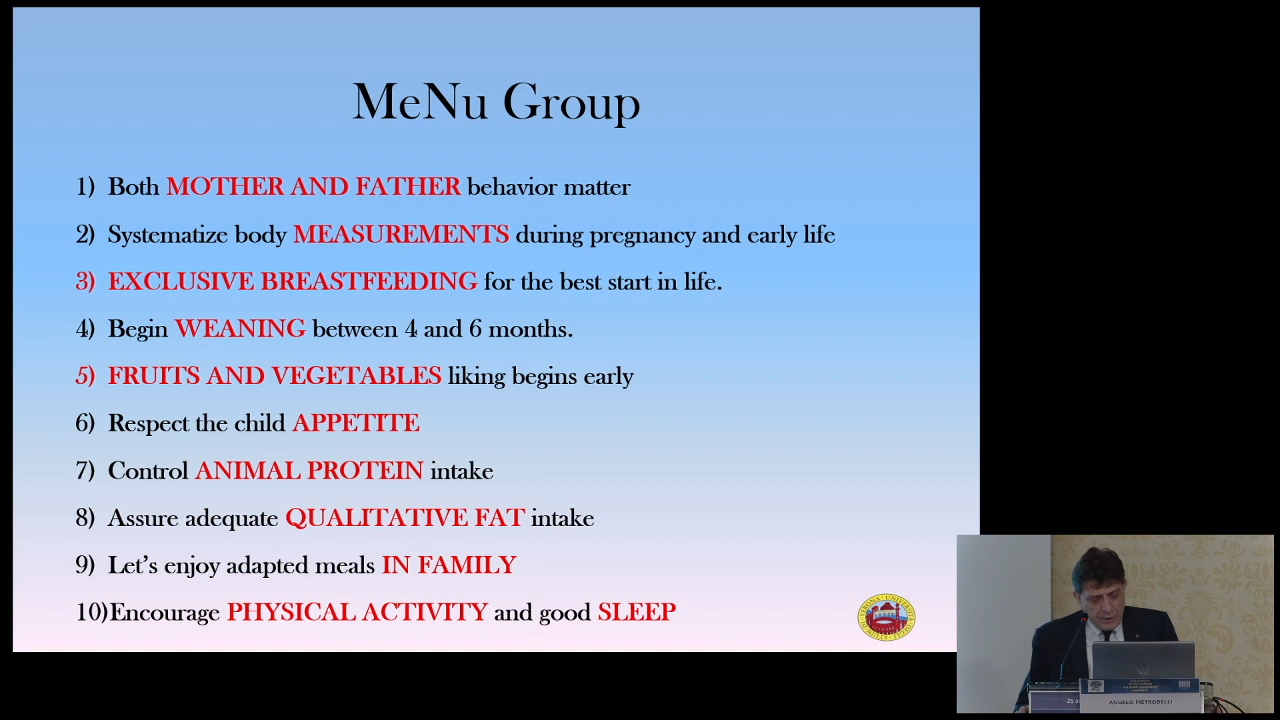 MeNu Group
1) Both MOTHER AND FATHER behavior matter
2) Systematize body MEASUREMENTS during pregnancy and early life
3) EXCLUSIVE BREASTFEEDING for the best start in life.
4) Begin WEANING between 4 and 6 months.
5) FRUITS AND VEGETABLES liking begins early
6) Respect the child APPETITE
7) Control ANIMAL PROTEIN intake
8) Assure adequate QUALITATIVE FAT intake
9) Let's enjoy adapted meals IN FAMILY
10)Encourage PHYSICAL ACTIVITY and good SLEEP
ANGELO PIETROBELLI